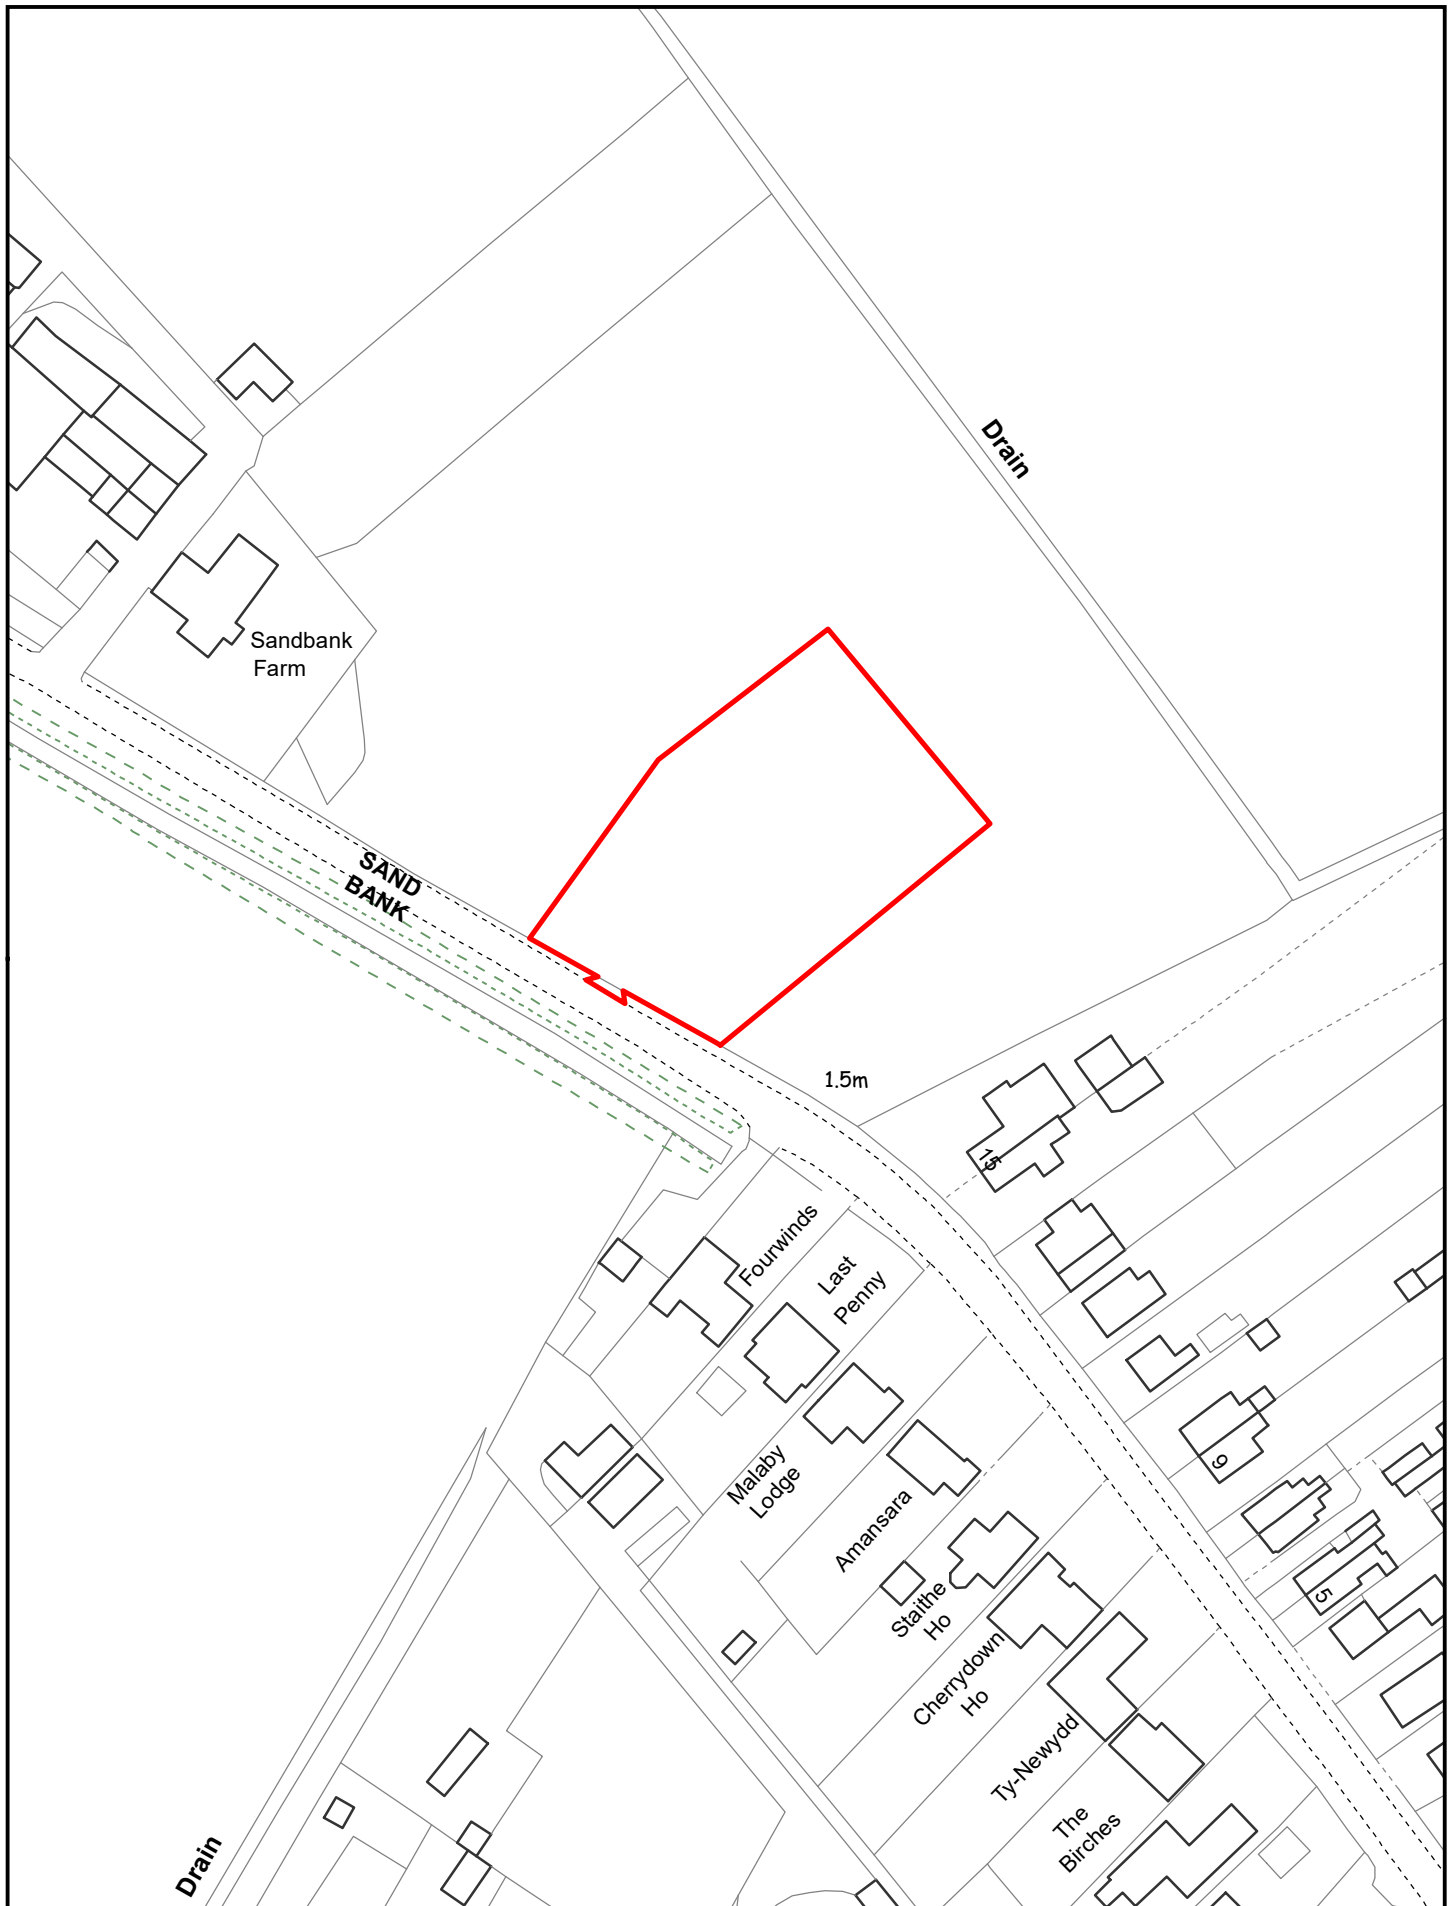 Drain
Sandbank
Farm
SAND
BANK
1.5m
15
Fourwinds
Last
Penny
Malaby
Lodge
9
Amansara
5
Staithe
Ho
Cherrydown
Ho
Ty-Newydd
The
Birches
Drain